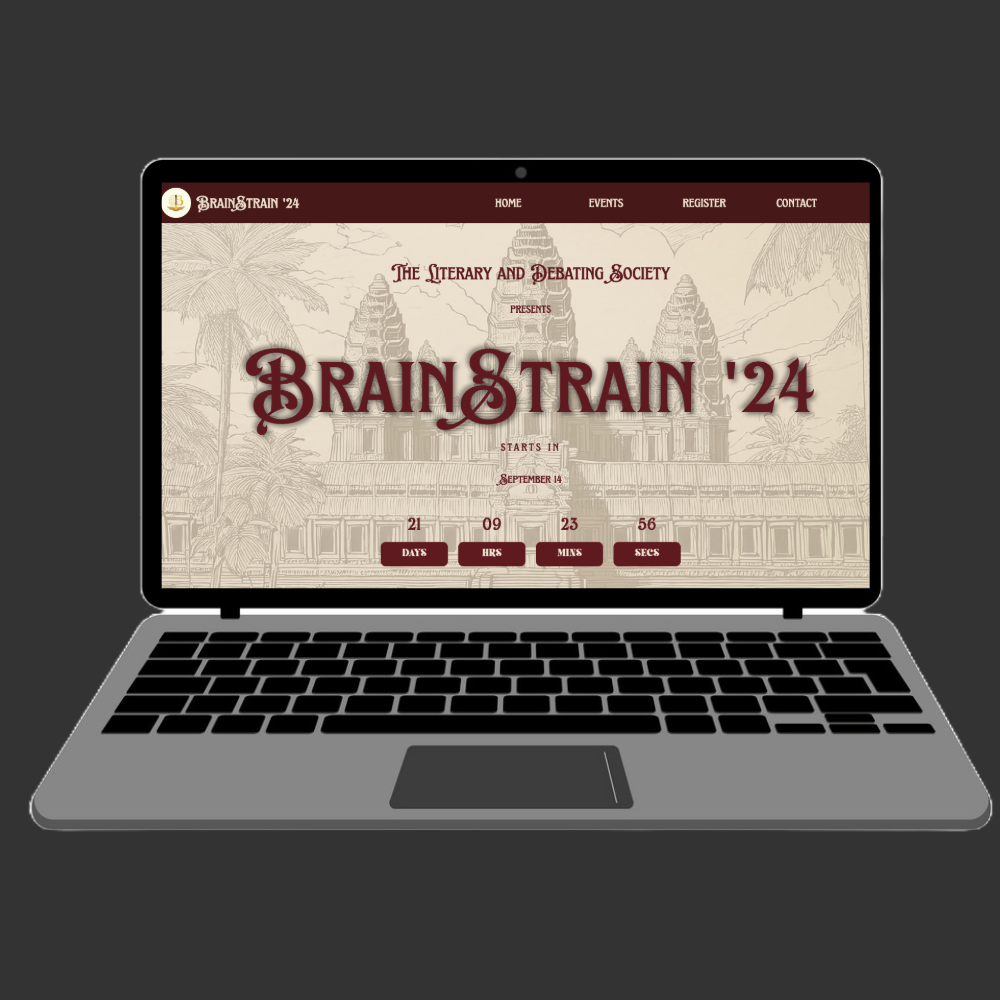 BrainStrain '24 HOME EVENTS REGISTER CONTACT
The Literary and Debating Society
PRESENTS
BrainStrain '24
STARTS IN
September 14
21 09 23 56
DAYS HRS MINS SECS